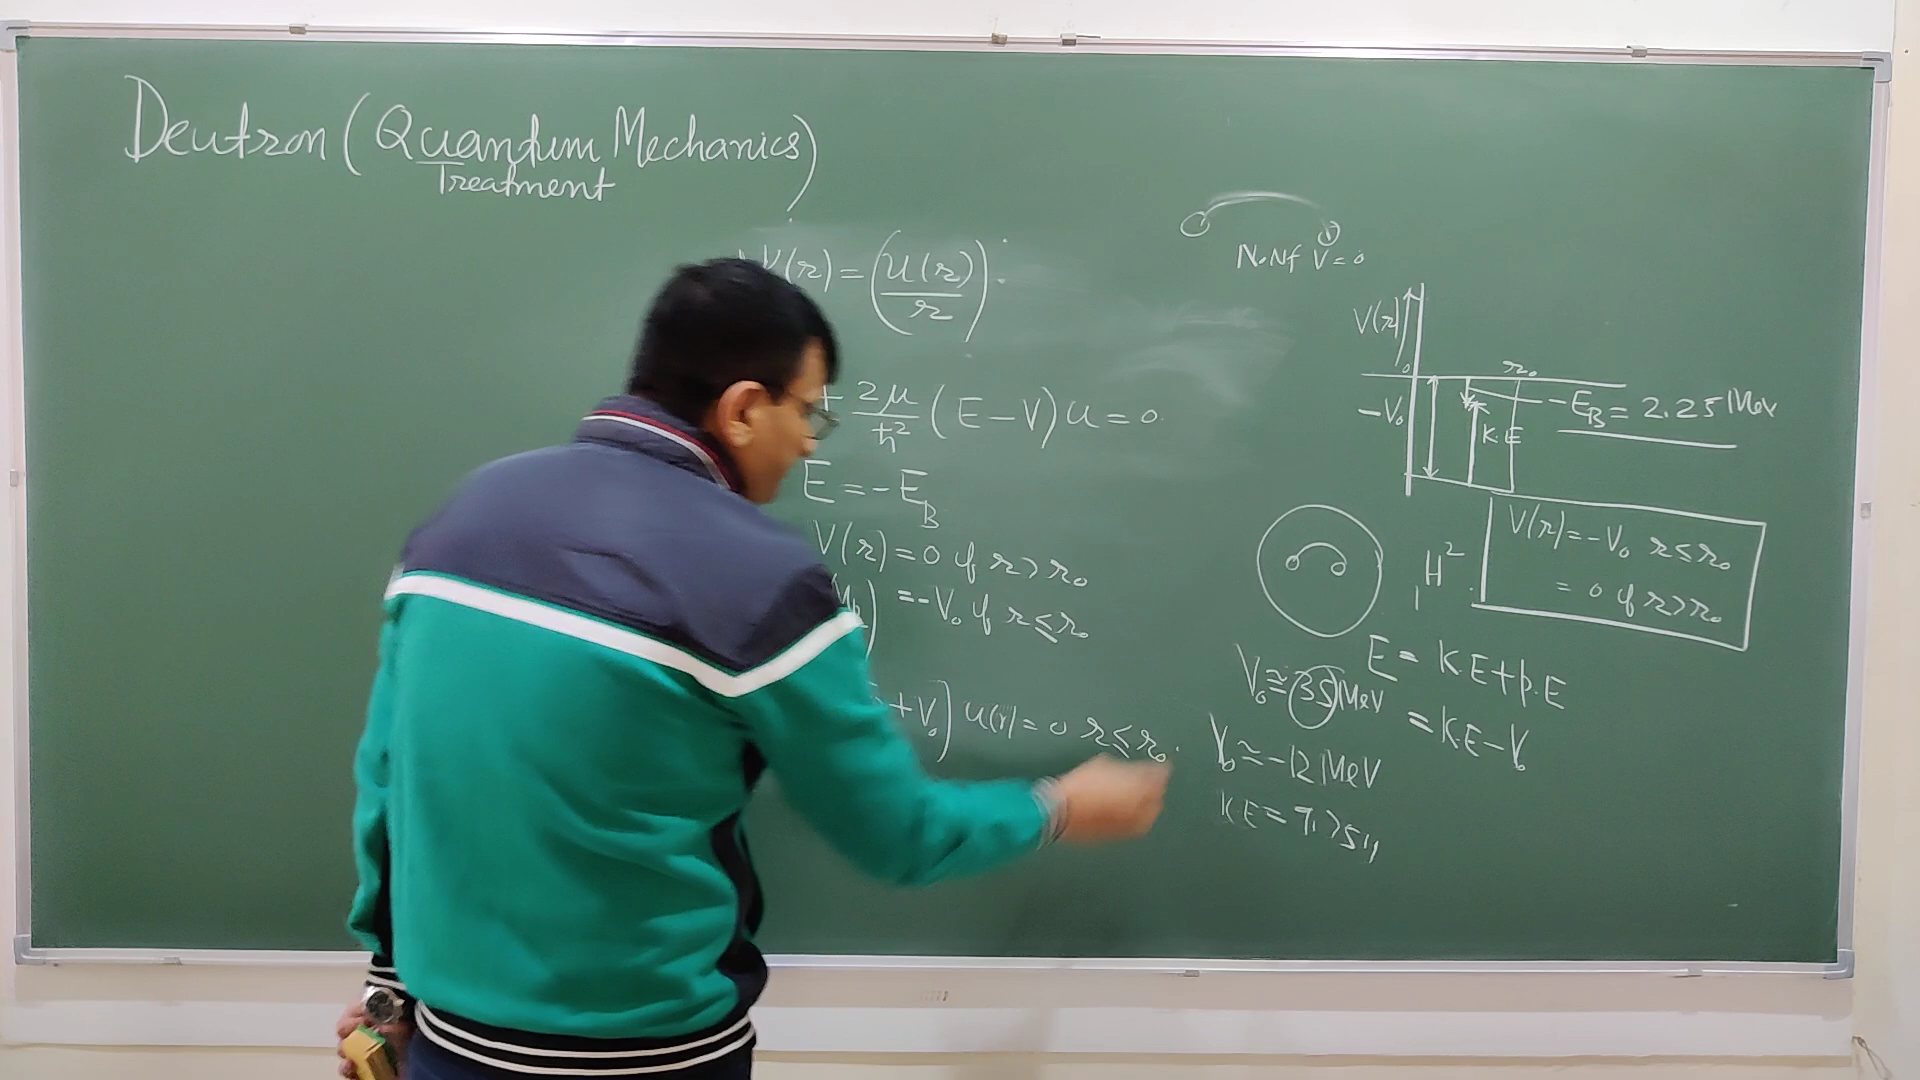 Deutron (Quantum Mechanics)
Treatment
(r) = (u(r)/r)
+ 2μ/ħ² (E-V)u = 0
E = -E_B
V(r) = 0 if r > r₀
= -V₀ if r ≤ r₀
+V₀) u(r) = 0 r ≤ r₀.
N.Nf V = 0
V(r)
0
r₀
-V₀
-E_B = 2.25 MeV
K.E
₁H²
V(r) = -V₀ r ≤ r₀
= 0 if r > r₀
E = K.E + p.E
= K.E - V₀
V₀ ≅ 35 MeV
V₀ ≅ -12 MeV
K.E =